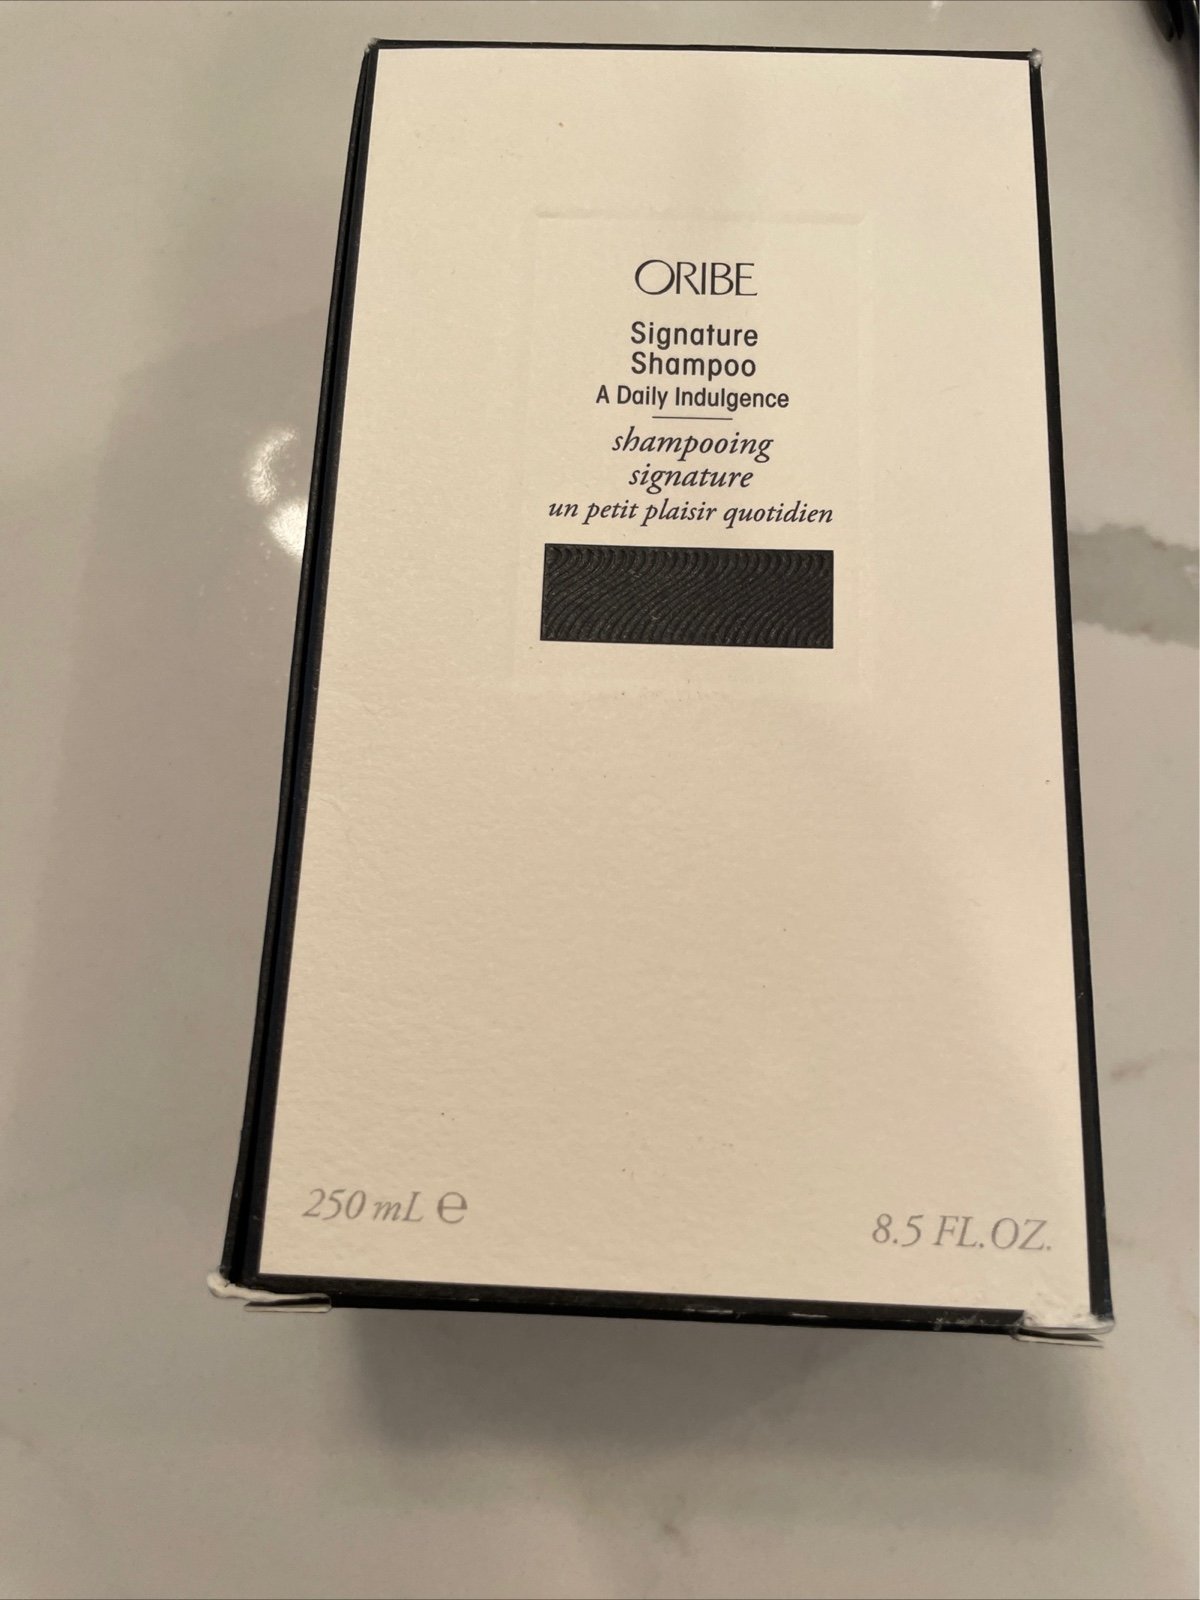 ORIBE
Signature
Shampoo
A Daily Indulgence
shampooing
signature
un petit plaisir quotidien
250 mL ℮
8.5 FL.OZ.